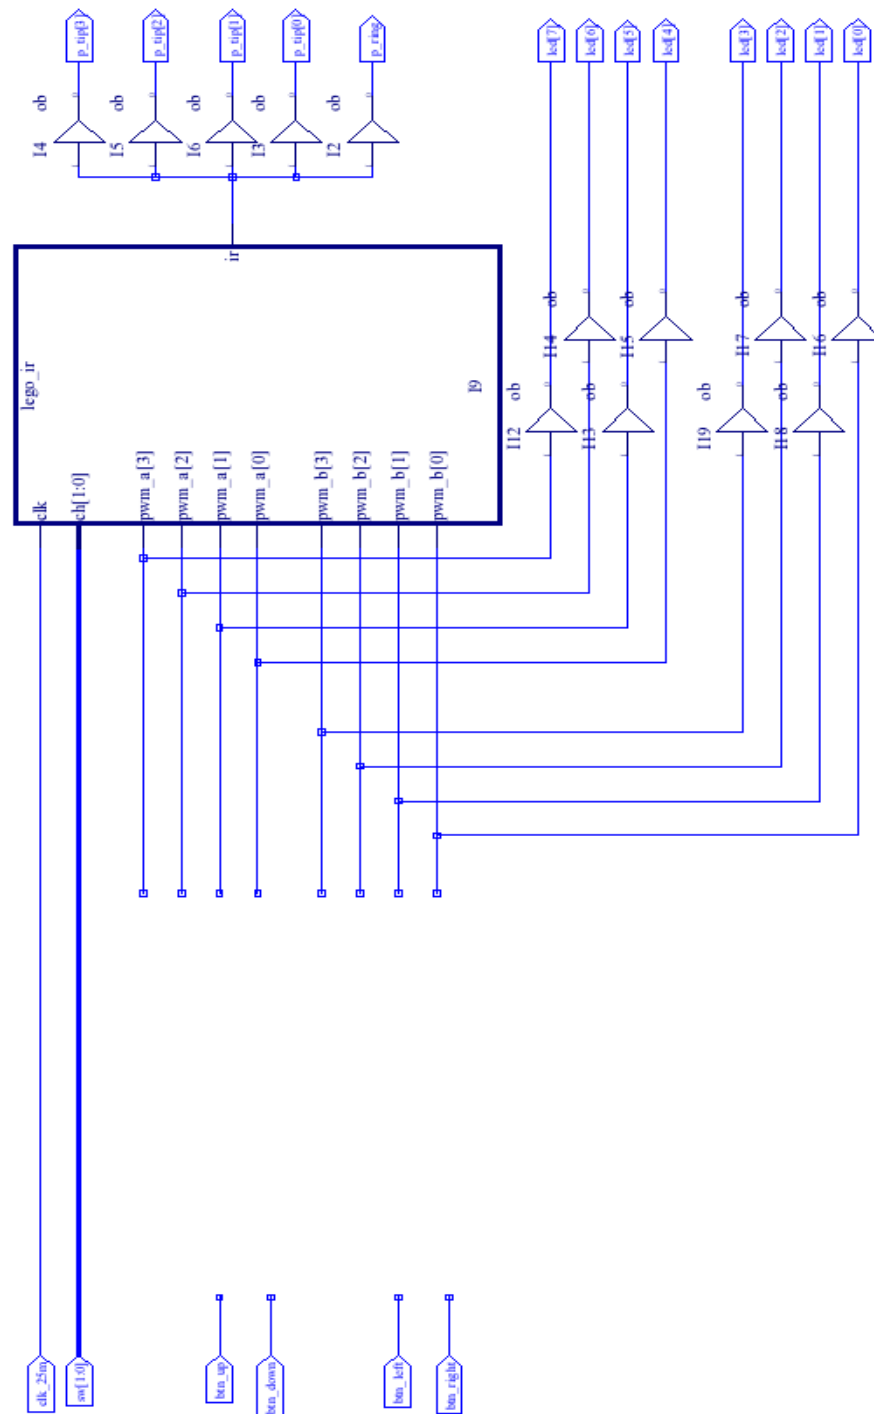 p_tip[3]
p_tip[2]
p_tip[1]
p_tip[0]
p_ring
led[7]
led[6]
led[5]
led[4]
led[3]
led[2]
led[1]
led[0]
ob
ob
ob
ob
ob
o
o
o
o
o
I4
I5
I6
I3
I2
i
i
i
i
i
ir
lego_ir
I9
clk
ch[1:0]
pwm_a[3]
pwm_a[2]
pwm_a[1]
pwm_a[0]
pwm_b[3]
pwm_b[2]
pwm_b[1]
pwm_b[0]
ob
ob
ob
ob
o
o
o
o
I14
I15
I17
I16
i
i
i
i
ob
ob
ob
ob
o
o
o
o
I12
I13
I19
I18
i
i
i
i
clk_25m
sw[1:0]
btn_up
btn_down
btn_left
btn_right